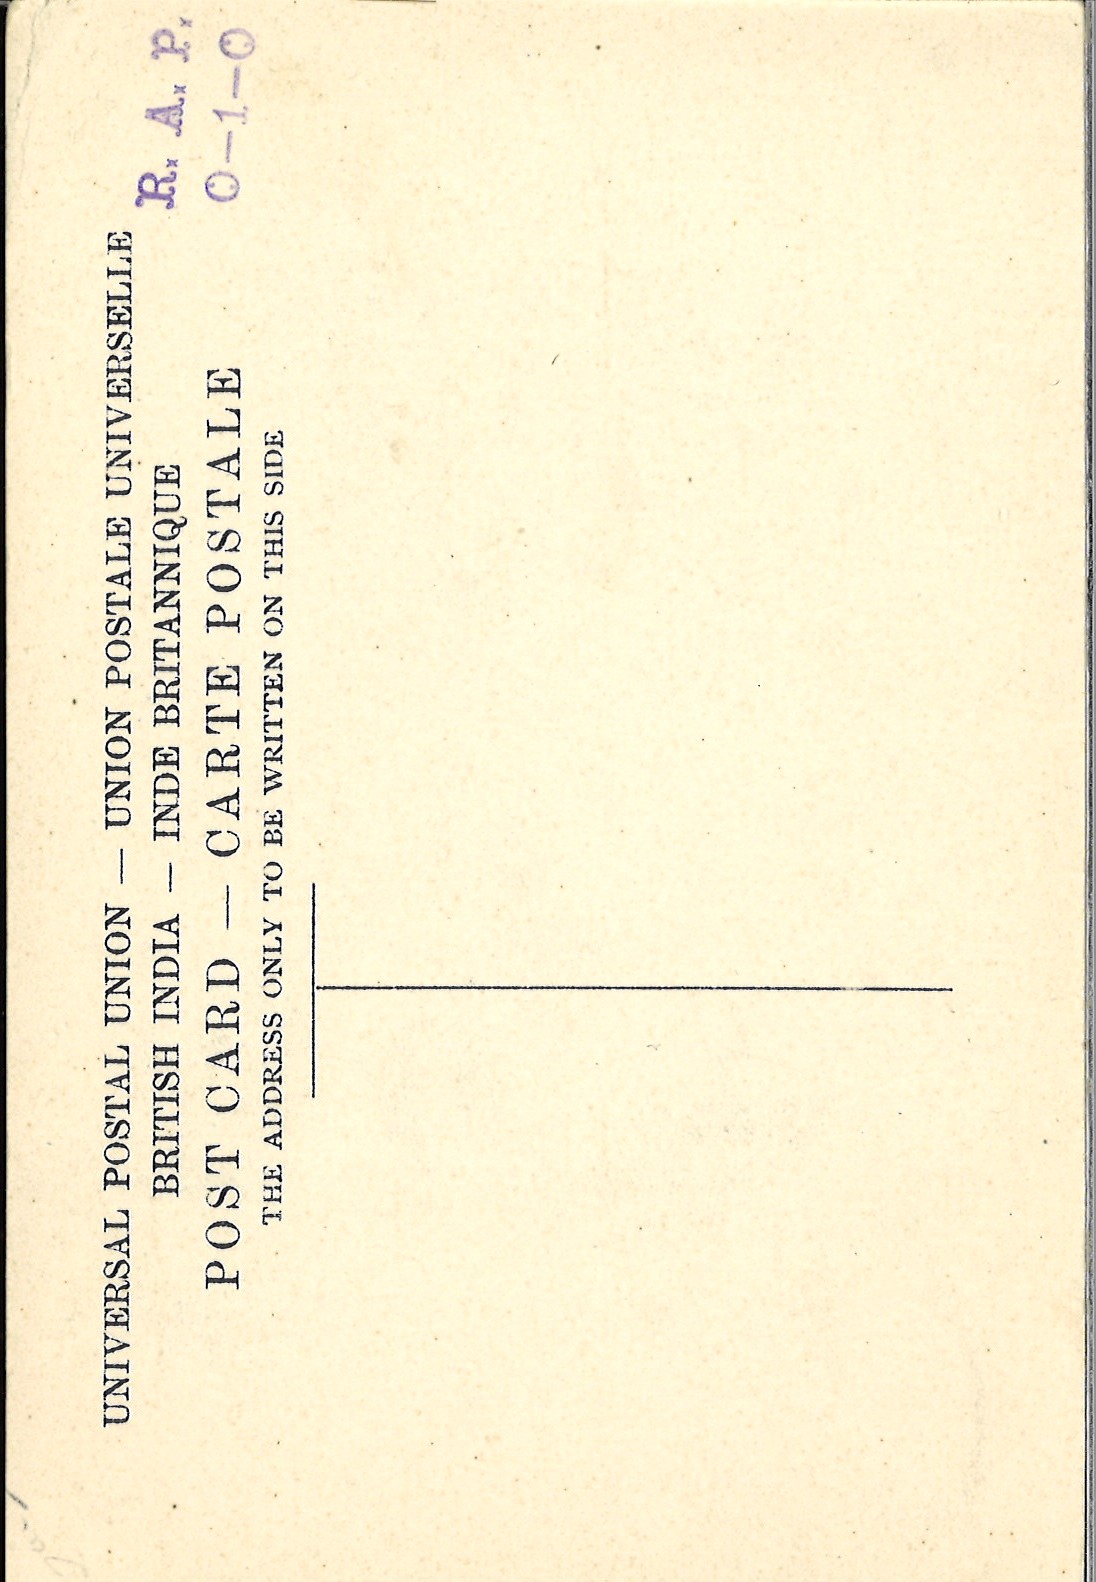 UNIVERSAL POSTAL UNION — UNION POSTALE UNIVERSELLE
BRITISH INDIA — INDE BRITANNIQUE
POST CARD — CARTE POSTALE
THE ADDRESS ONLY TO BE WRITTEN ON THIS SIDE
R. A. P.
0—1—0